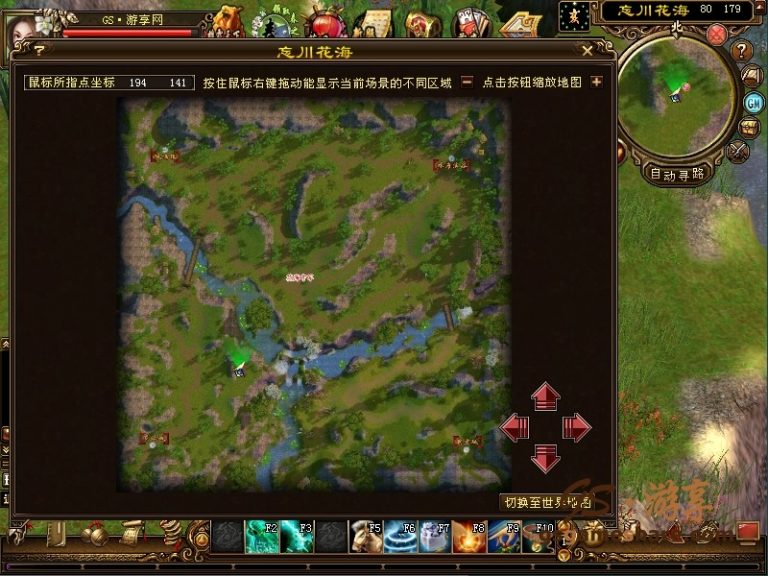 GS·游享网
忘川花海 80 179
北
?
忘川花海
×
?
GM
鼠标所指点坐标 194 141 按住鼠标右键拖动能显示当前场景的不同区域 - 点击按钮缩放地图 +
自动寻路
切换至世界地图
GS 游享
F2 F3 F5 F6 F7 F8 F9 F10